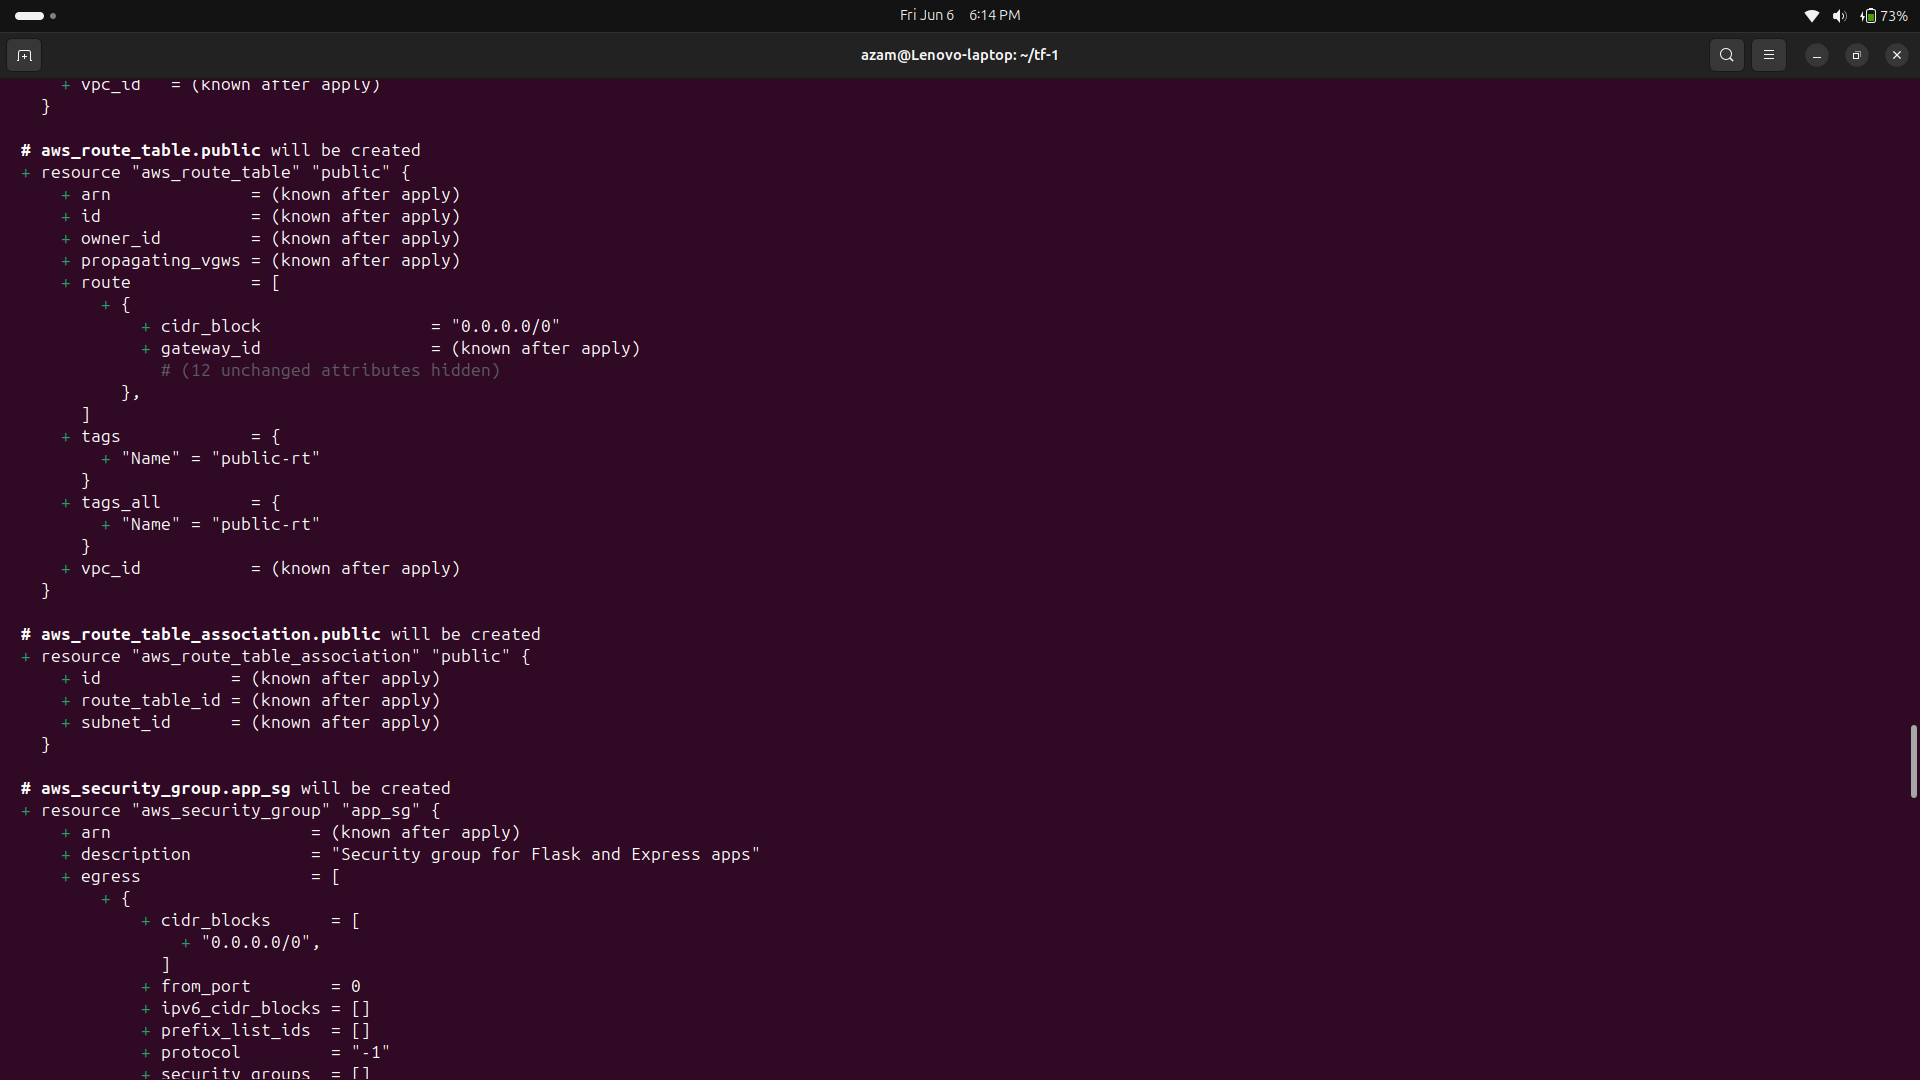 Fri Jun 6 6:14 PM
73%
azam@Lenovo-laptop: ~/tf-1
+ vpc_id   = (known after apply)
}
# aws_route_table.public will be created
+ resource "aws_route_table" "public" {
+ arn              = (known after apply)
+ id               = (known after apply)
+ owner_id         = (known after apply)
+ propagating_vgws = (known after apply)
+ route            = [
+ {
+ cidr_block                 = "0.0.0.0/0"
+ gateway_id                 = (known after apply)
# (12 unchanged attributes hidden)
},
]
+ tags             = {
+ "Name" = "public-rt"
}
+ tags_all         = {
+ "Name" = "public-rt"
}
+ vpc_id           = (known after apply)
}
# aws_route_table_association.public will be created
+ resource "aws_route_table_association" "public" {
+ id             = (known after apply)
+ route_table_id = (known after apply)
+ subnet_id      = (known after apply)
}
# aws_security_group.app_sg will be created
+ resource "aws_security_group" "app_sg" {
+ arn                    = (known after apply)
+ description            = "Security group for Flask and Express apps"
+ egress                 = [
+ {
+ cidr_blocks      = [
+ "0.0.0.0/0",
]
+ from_port        = 0
+ ipv6_cidr_blocks = []
+ prefix_list_ids  = []
+ protocol         = "-1"
+ security_groups  = []